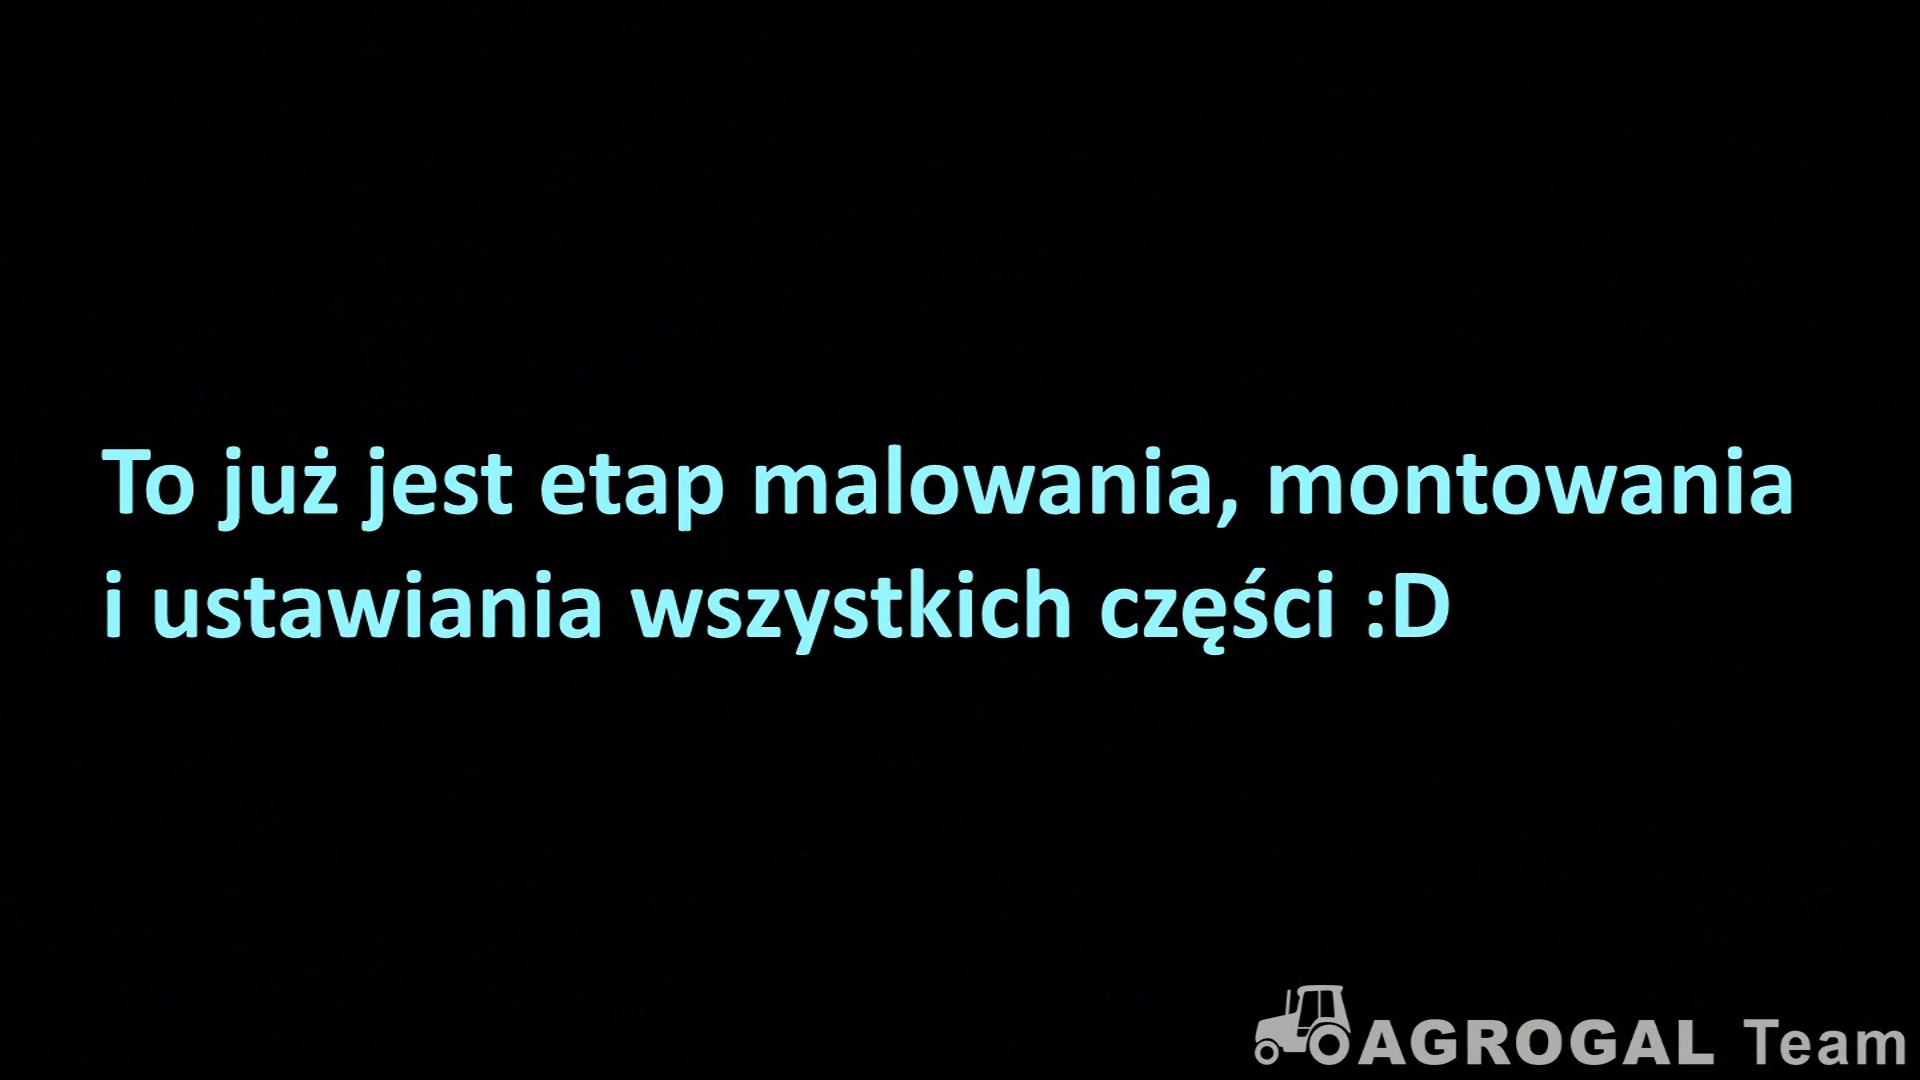 To już jest etap malowania, montowania
i ustawiania wszystkich części :D
AGROGAL Team